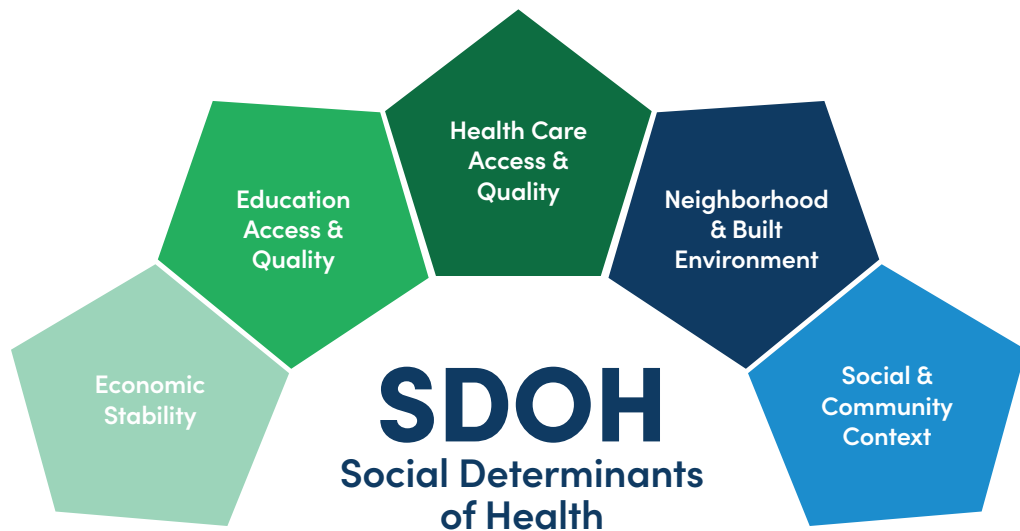 Economic
Stability
Education
Access &
Quality
Health Care
Access &
Quality
Neighborhood
& Built
Environment
Social &
Community
Context
SDOH
Social Determinants
of Health